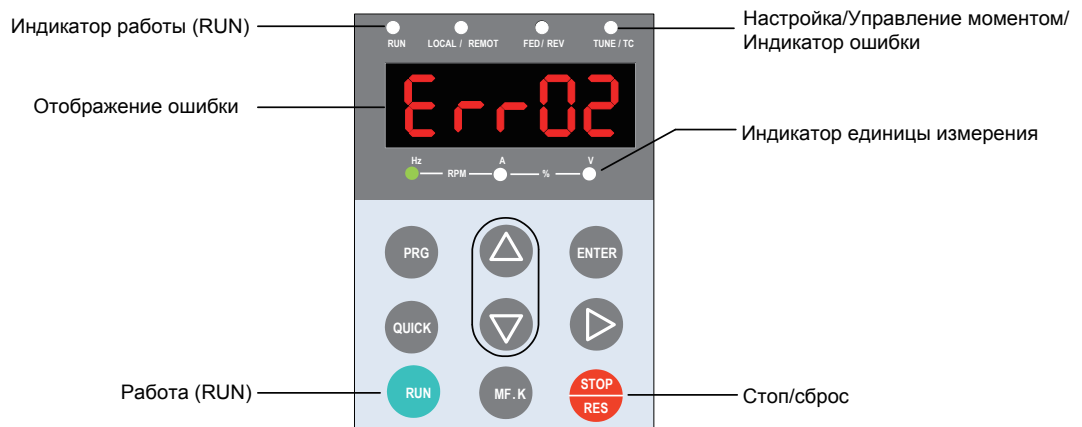 Индикатор работы (RUN)
Настройка/Управление моментом/
Индикатор ошибки
RUN
LOCAL / REMOT
FED / REV
TUNE / TC
Отображение ошибки
Err02
Индикатор единицы измерения
Hz
RPM
A
%
V
PRG
ENTER
QUICK
Работа (RUN)
RUN
MF.K
STOP
RES
Стоп/сброс